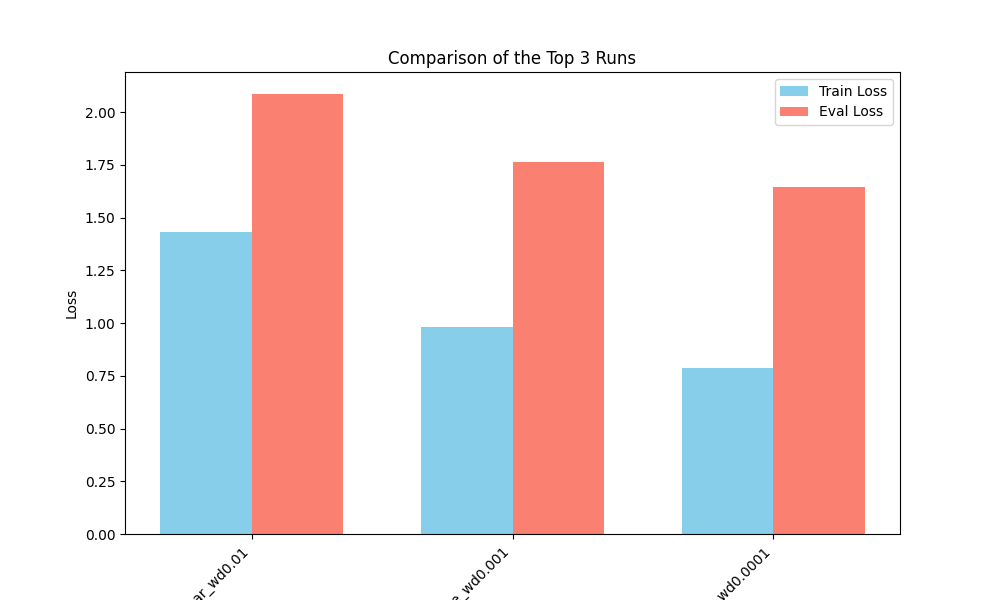 Comparison of the Top 3 Runs
Train Loss
Eval Loss
2.00
1.75
1.50
1.25
1.00
0.75
0.50
0.25
0.00
Loss
ar_wd0.01
e_wd0.001
wd0.0001